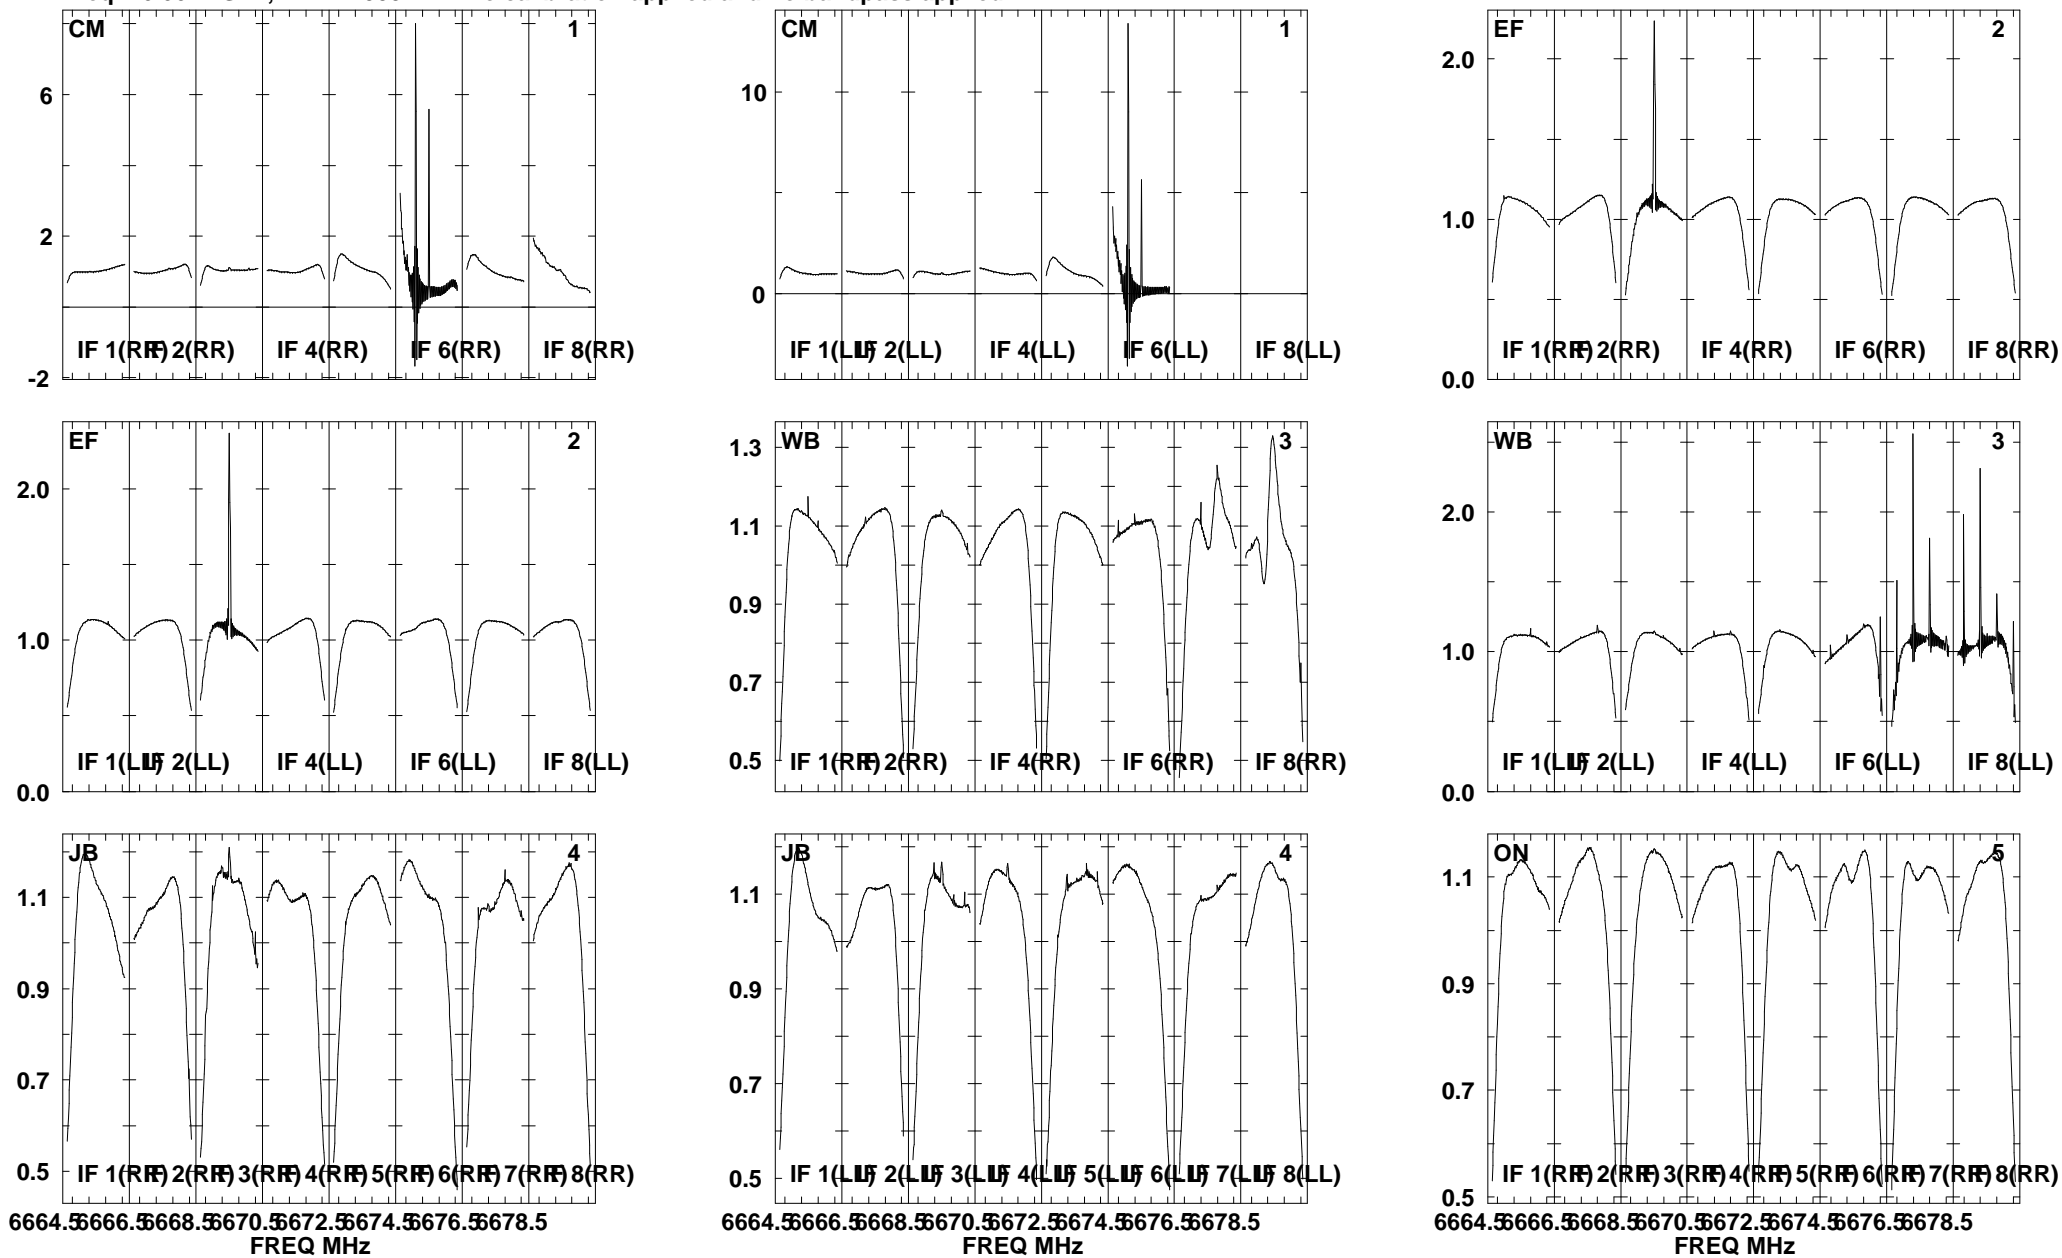 CM 1
6
2
-2
IF 1(RR) IF 2(RR) IF 4(RR) IF 6(RR) IF 8(RR)
CM 1
10
0
IF 1(LL) IF 2(LL) IF 4(LL) IF 6(LL) IF 8(LL)
EF 2
2.0
1.0
0.0
IF 1(RR) IF 2(RR) IF 4(RR) IF 6(RR) IF 8(RR)
EF 2
2.0
1.0
0.0
IF 1(LL) IF 2(LL) IF 4(LL) IF 6(LL) IF 8(LL)
WB 3
1.3
1.1
0.9
0.7
0.5
IF 1(RR) IF 2(RR) IF 4(RR) IF 6(RR) IF 8(RR)
WB 3
2.0
1.0
0.0
IF 1(LL) IF 2(LL) IF 4(LL) IF 6(LL) IF 8(LL)
JB 4
1.1
0.9
0.7
0.5
IF 1(RR) IF 2(RR) IF 3(RR) IF 4(RR) IF 5(RR) IF 6(RR) IF 7(RR) IF 8(RR)
6664.5 6666.5 6668.5 6670.5 6672.5 6674.5 6676.5 6678.5
FREQ MHz
JB 4
1.1
0.9
0.7
0.5
IF 1(LL) IF 2(LL) IF 3(LL) IF 4(LL) IF 5(LL) IF 6(LL) IF 7(LL) IF 8(LL)
6664.5 6666.5 6668.5 6670.5 6672.5 6674.5 6676.5 6678.5
FREQ MHz
ON 5
1.1
0.9
0.7
0.5
IF 1(RR) IF 2(RR) IF 3(RR) IF 4(RR) IF 5(RR) IF 6(RR) IF 7(RR) IF 8(RR)
6664.5 6666.5 6668.5 6670.5 6672.5 6674.5 6676.5 6678.5
FREQ MHz